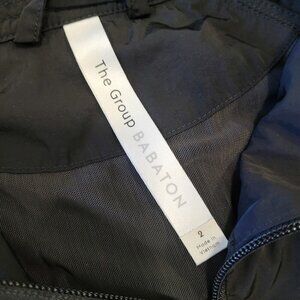 The Group BABATON
2
Made in
Vietnam